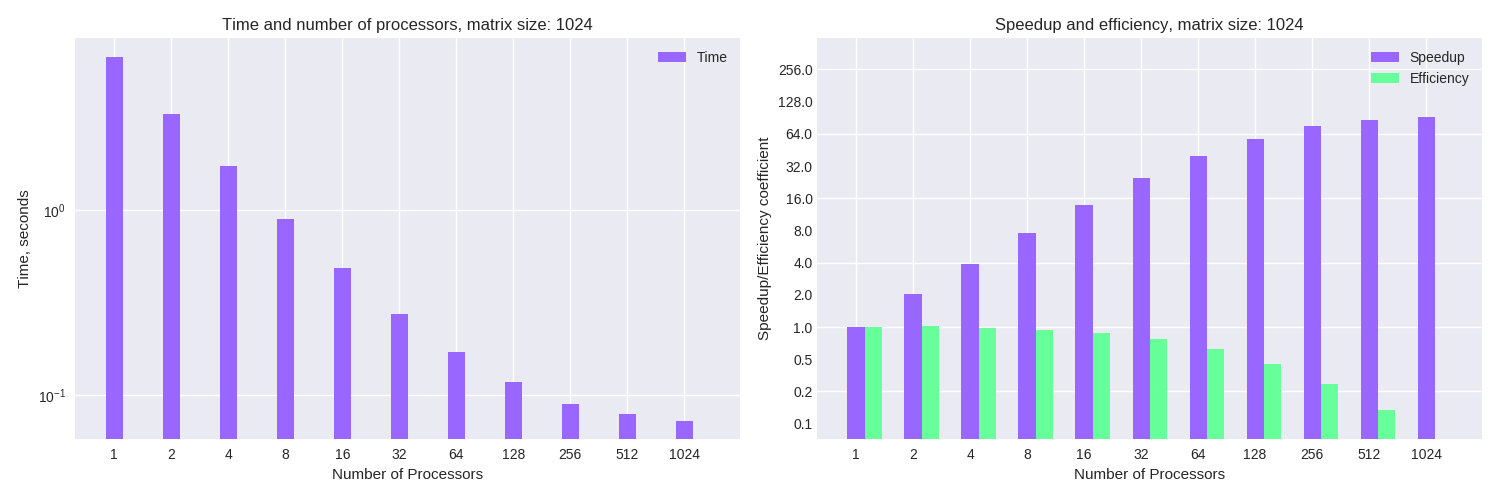 Time and number of processors, matrix size: 1024
Time
10⁰
10⁻¹
Time, seconds
1 2 4 8 16 32 64 128 256 512 1024
Number of Processors
Speedup and efficiency, matrix size: 1024
Speedup
Efficiency
256.0
128.0
64.0
32.0
16.0
8.0
4.0
2.0
1.0
0.5
0.2
0.1
Speedup/Efficiency coefficient
1 2 4 8 16 32 64 128 256 512 1024
Number of Processors